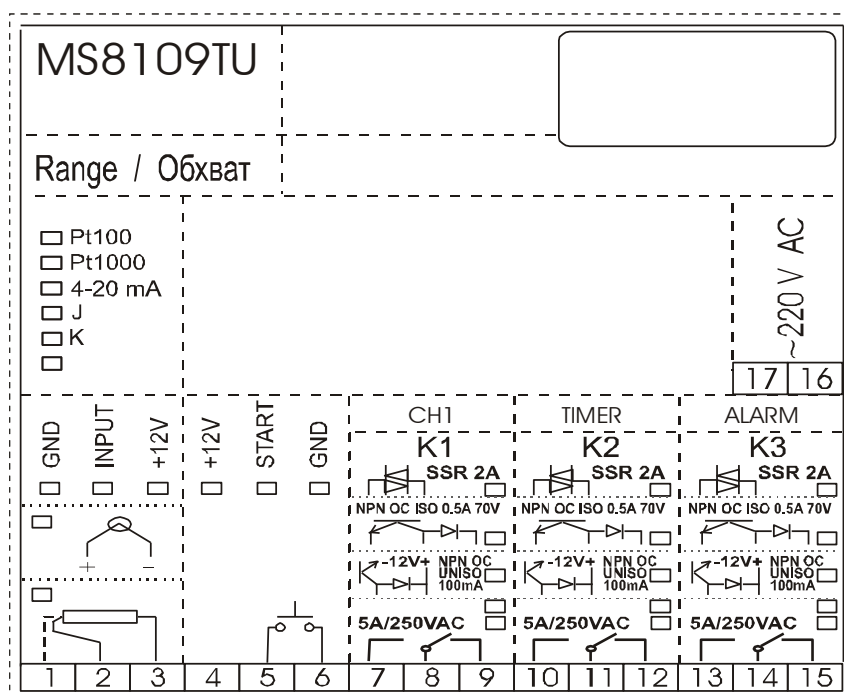 MS8109TU
Range / Обхват
Pt100
Pt1000
4-20 mA
J
K
~220 V AC
17 16
GND INPUT +12V +12V START GND
CH1 TIMER ALARM
K1 K2 K3
SSR 2A SSR 2A SSR 2A
NPN OC ISO 0.5A 70V NPN OC ISO 0.5A 70V NPN OC ISO 0.5A 70V
-12V+ NPN OC UNISO 100mA -12V+ NPN OC UNISO 100mA -12V+ NPN OC UNISO 100mA
+ -
5A/250VAC 5A/250VAC 5A/250VAC
1 2 3 4 5 6 7 8 9 10 11 12 13 14 15